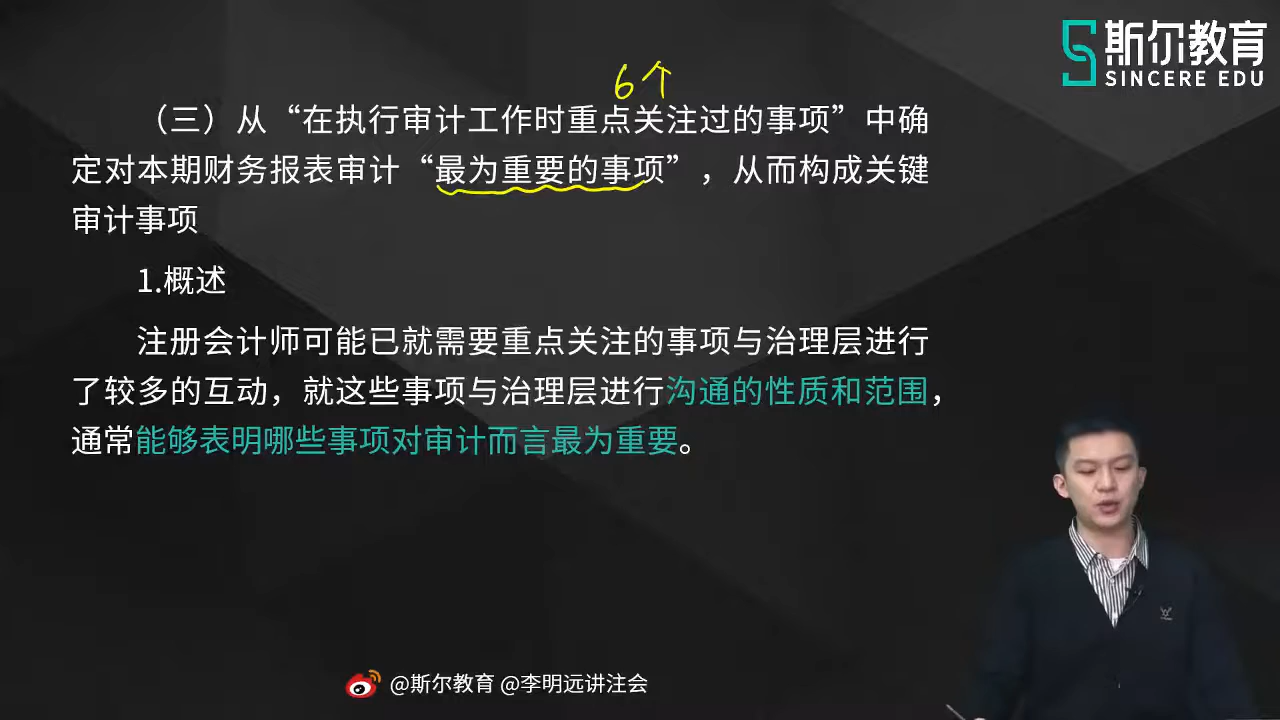 斯尔教育
SINCERE EDU
6个
（三）从“在执行审计工作时重点关注过的事项”中确
定对本期财务报表审计“最为重要的事项”，从而构成关键
审计事项
1.概述
注册会计师可能已就需要重点关注的事项与治理层进行
了较多的互动，就这些事项与治理层进行沟通的性质和范围，
通常能够表明哪些事项对审计而言最为重要。
@斯尔教育 @李明远讲注会